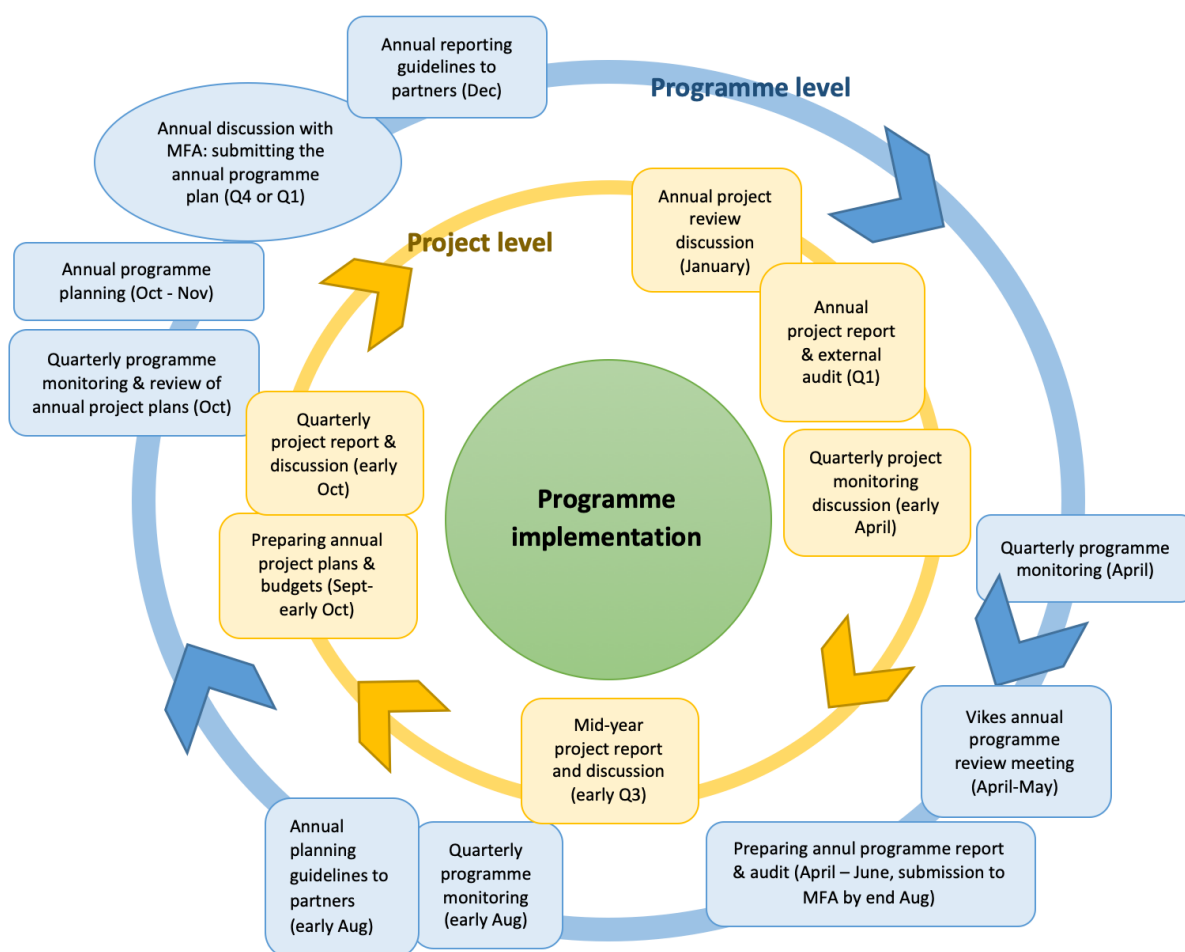 Annual reporting
guidelines to
partners (Dec)
Programme level
Annual discussion with
MFA: submitting the
annual programme
plan (Q4 or Q1)
Annual project
review
discussion
(January)
Project level
Annual programme
planning (Oct - Nov)
Annual
project report
& external
audit (Q1)
Quarterly programme
monitoring & review of
annual project plans (Oct)
Quarterly
project report &
discussion (early
Oct)
Quarterly project
monitoring
discussion (early
April)
Programme
implementation
Preparing annual
project plans &
budgets (Sept-
early Oct)
Quarterly programme
monitoring (April)
Mid-year
project report
and discussion
(early Q3)
Vikes annual
programme
review meeting
(April-May)
Annual
planning
guidelines to
partners
(early Aug)
Quarterly
programme
monitoring
(early Aug)
Preparing annul programme report
& audit (April – June, submission to
MFA by end Aug)